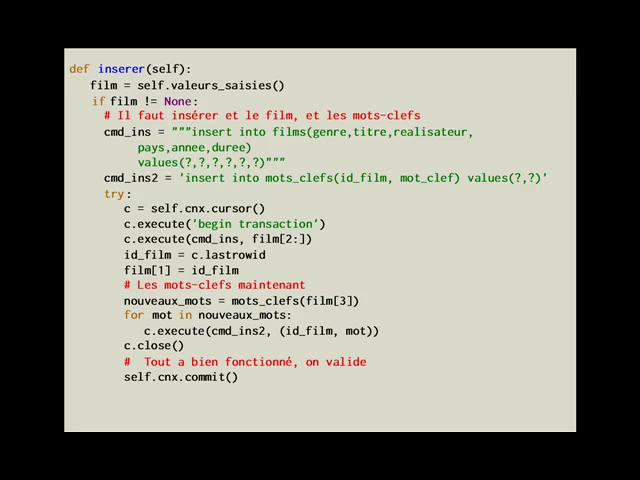 def inserer(self):
film = self.valeurs_saisies()
if film != None:
# Il faut insérer et le film, et les mots-clefs
cmd_ins = """insert into films(genre,titre,realisateur,
pays,annee,duree)
values(?,?,?,?,?,?)"""
cmd_ins2 = 'insert into mots_clefs(id_film, mot_clef) values(?,?)'
try:
c = self.cnx.cursor()
c.execute('begin transaction')
c.execute(cmd_ins, film[2:])
id_film = c.lastrowid
film[1] = id_film
# Les mots-clefs maintenant
nouveaux_mots = mots_clefs(film[3])
for mot in nouveaux_mots:
c.execute(cmd_ins2, (id_film, mot))
c.close()
# Tout a bien fonctionné, on valide
self.cnx.commit()